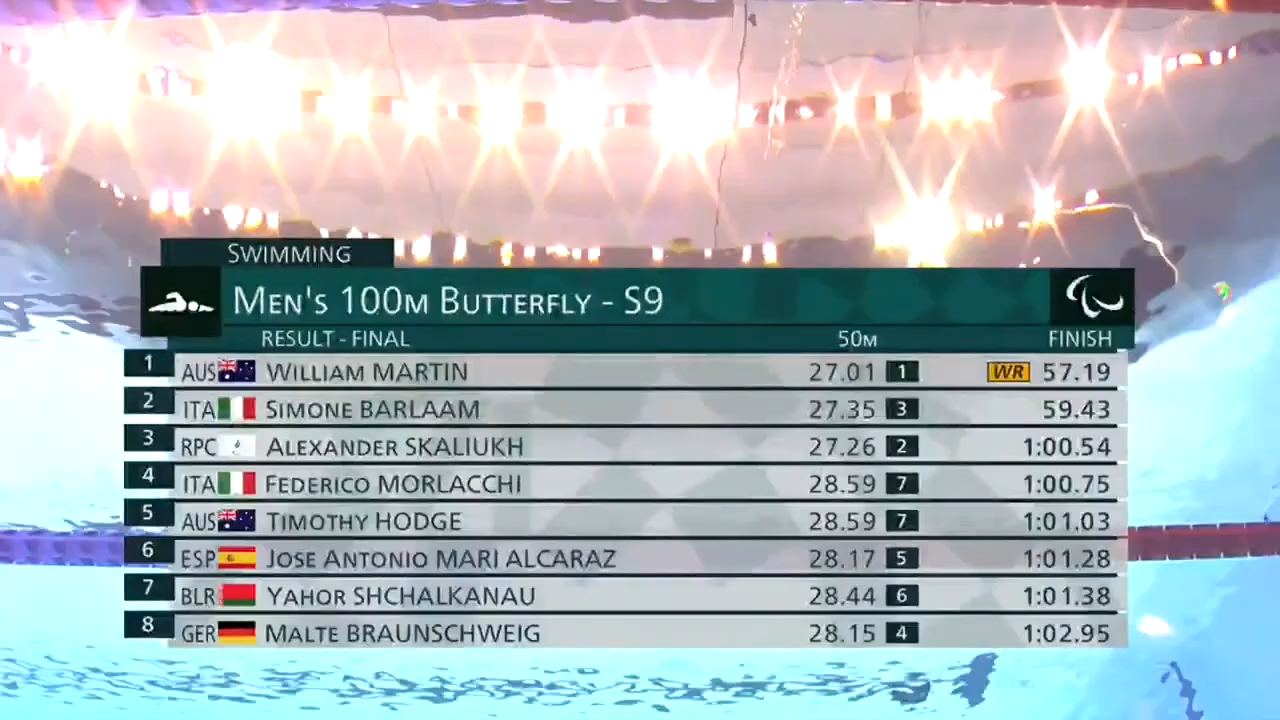 SWIMMING
MEN'S 100M BUTTERFLY - S9
RESULT - FINAL 50M FINISH
1 AUS WILLIAM MARTIN 27.01 1 WR 57.19
2 ITA SIMONE BARLAAM 27.35 3 59.43
3 RPC ALEXANDER SKALIUKH 27.26 2 1:00.54
4 ITA FEDERICO MORLACCHI 28.59 7 1:00.75
5 AUS TIMOTHY HODGE 28.59 7 1:01.03
6 ESP JOSE ANTONIO MARI ALCARAZ 28.17 5 1:01.28
7 BLR YAHOR SHCHALKANAU 28.44 6 1:01.38
8 GER MALTE BRAUNSCHWEIG 28.15 4 1:02.95